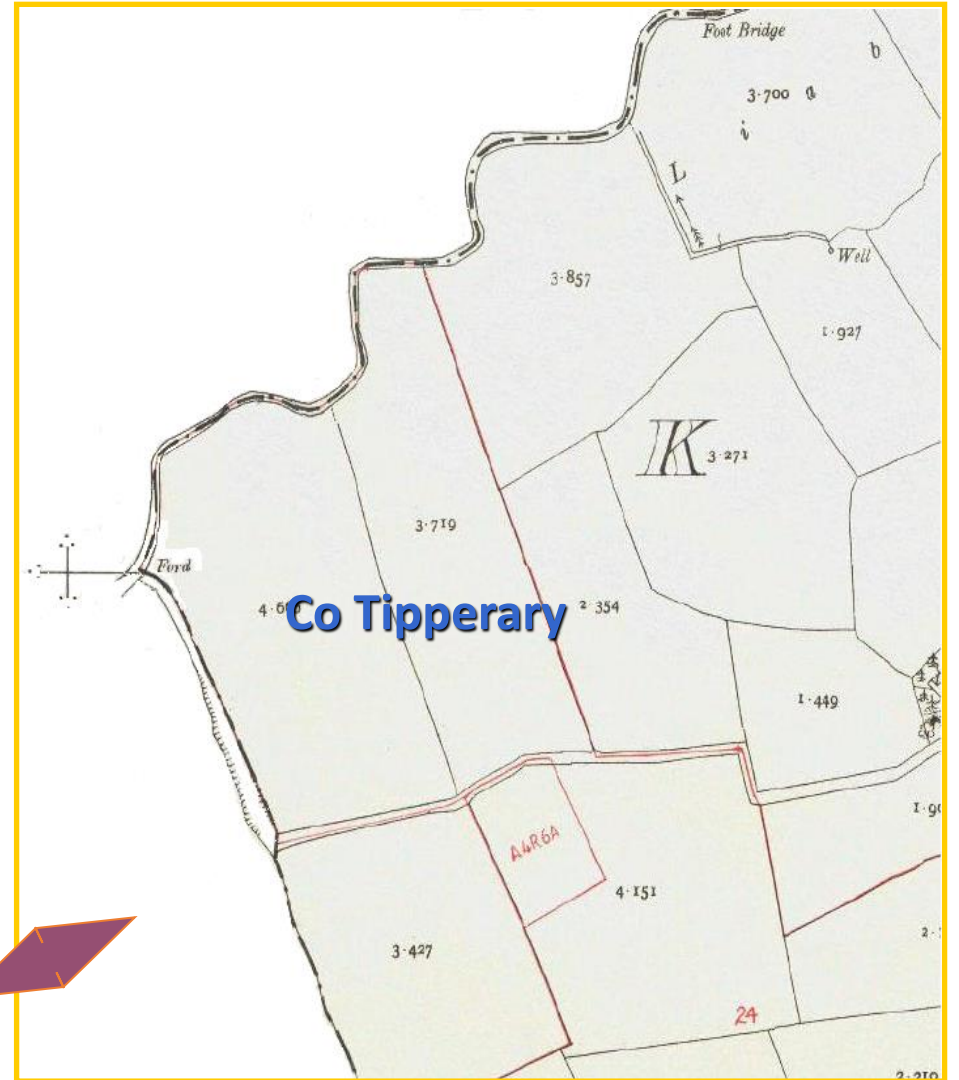 Foot Bridge
b
3·700 a
i
L
Well
3·857
1·927
K
3·271
3·719
Ford
Co Tipperary
2 354
1·449
A4R6A
4·151
3·427
24